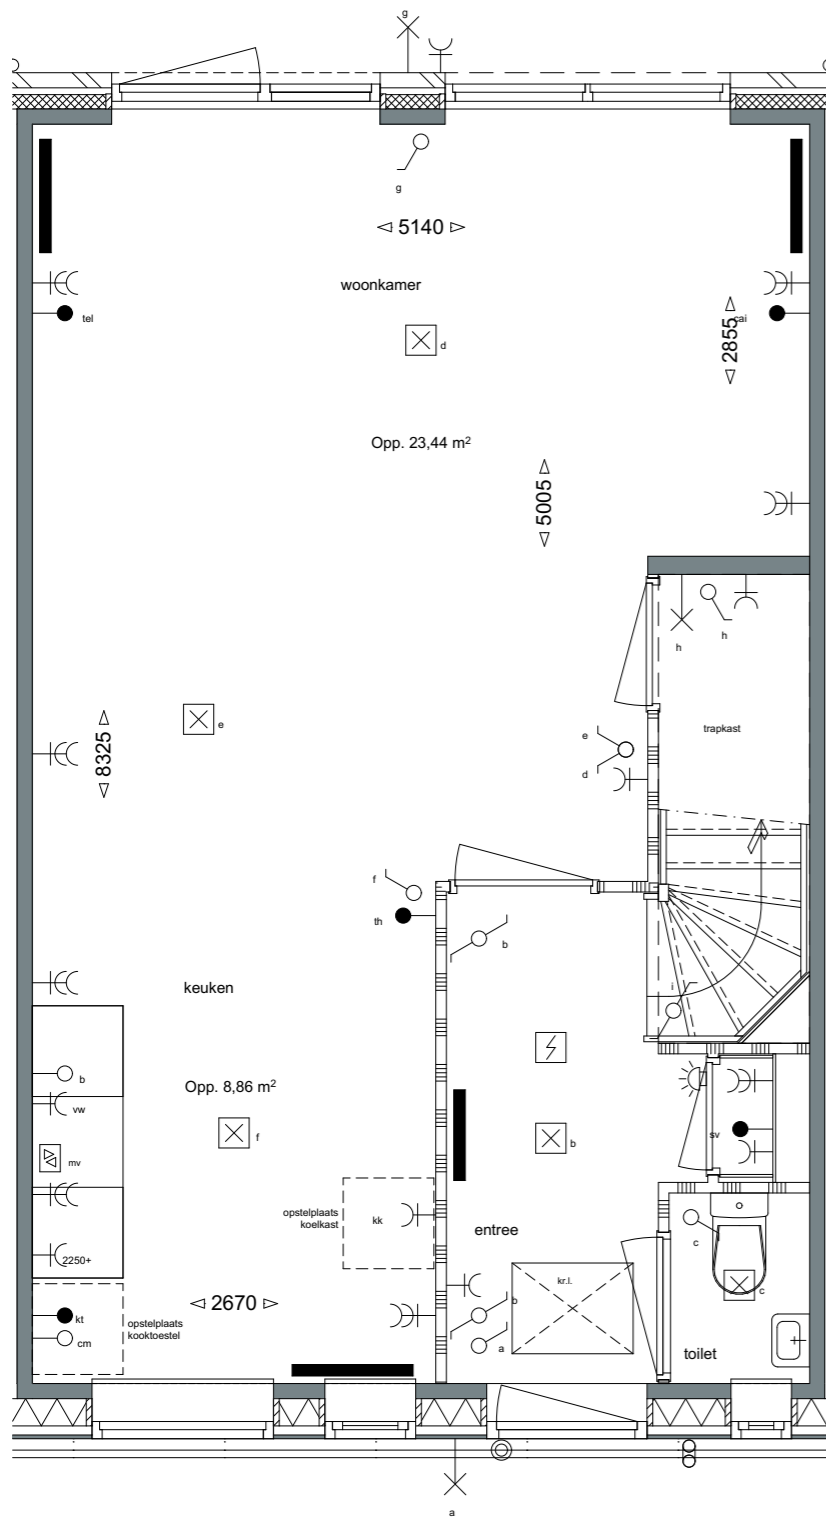 g
g
5140
woonkamer
2855
tel
cai
d
Opp. 23,44 m²
5005
h
h
trapkast
e
e
d
8325
f
th
b
i
keuken
b
Opp. 8,86 m²
vw
f
mv
b
sv
opstelplaats
koelkast
kk
entree
c
2250+
kr.l.
c
2670
kt
cm
opstelplaats
kooktoestel
b
a
toilet
a